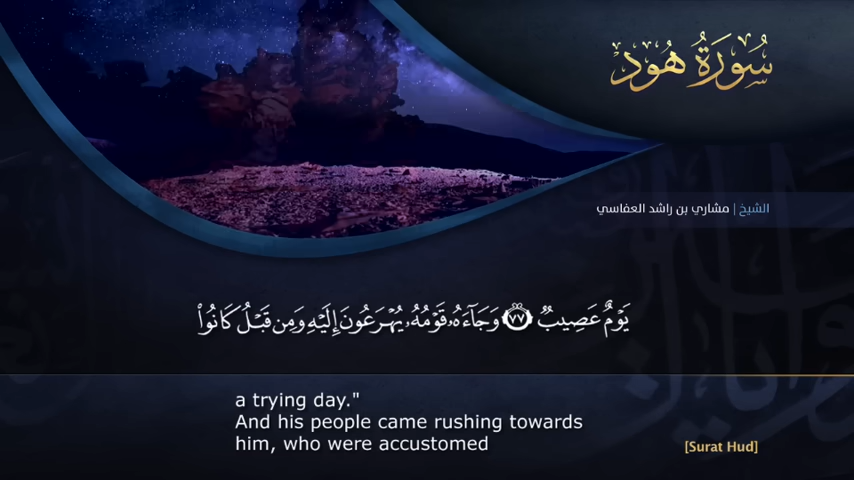 سُورَةُ هُود
الشيخ | مشاري بن راشد العفاسي
يَوْمٌ عَصِيبٌ ﴿٧٧﴾ وَجَآءَهُۥ قَوْمُهُۥ يُهْرَعُونَ إِلَيْهِ وَمِن قَبْلُ كَانُوا۟
a trying day."
And his people came rushing towards
him, who were accustomed
[Surat Hud]